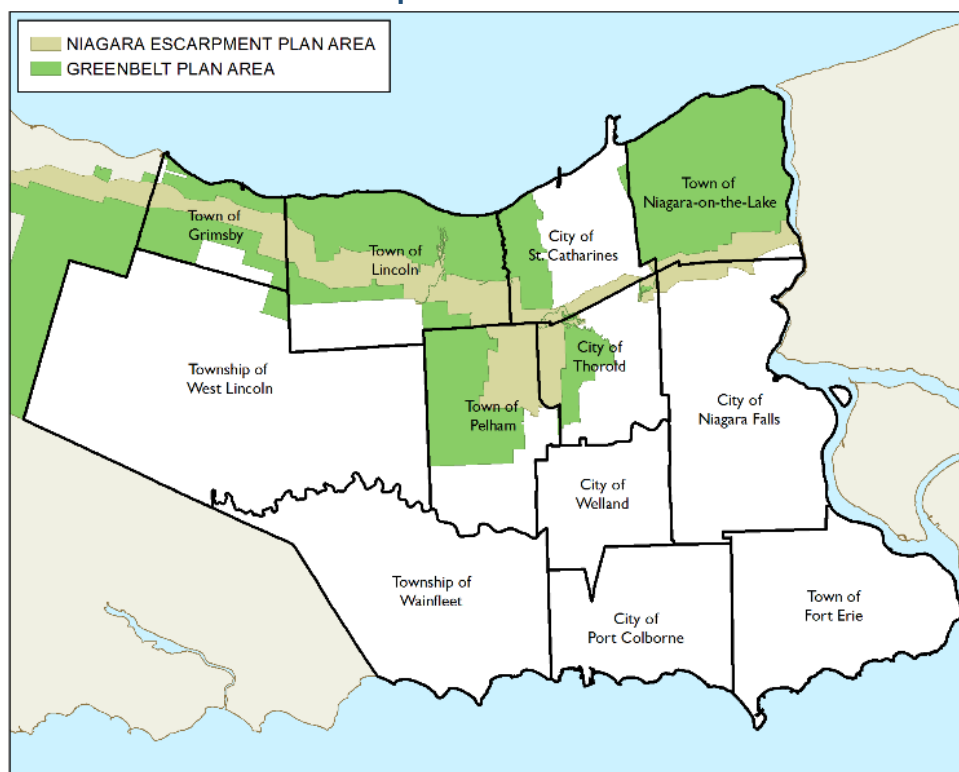 NIAGARA ESCARPMENT PLAN AREA
GREENBELT PLAN AREA
Town of
Niagara-on-the-Lake
Town of
Grimsby
City of
St. Catharines
Town of
Lincoln
City of
Thorold
Township of
West Lincoln
Town of
Pelham
City of
Niagara Falls
City of
Welland
Township of
Wainfleet
City of
Port Colborne
Town of
Fort Erie